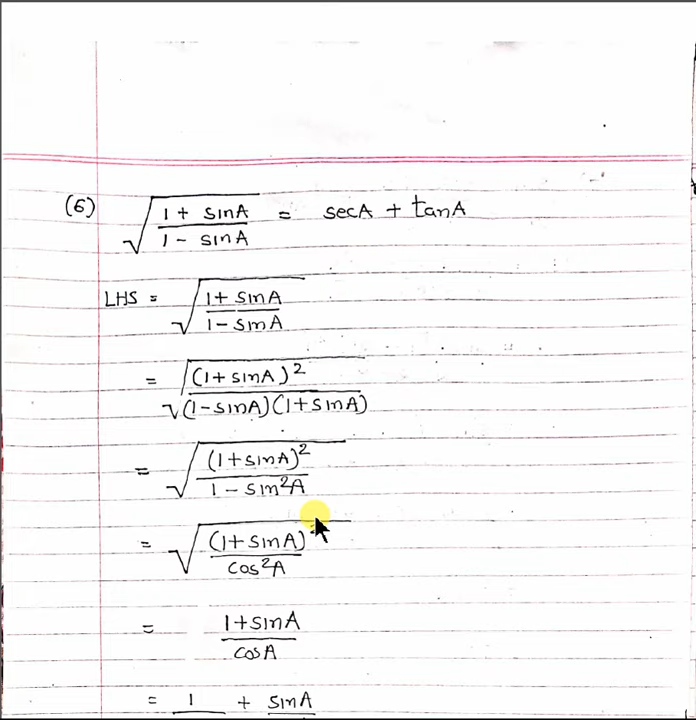 (6) √((1 + sinA)/(1 - sinA)) = secA + tanA
LHS = √((1 + sinA)/(1 - sinA))
= √((1 + sinA)²/((1 - sinA)(1 + sinA)))
= √((1 + sinA)²/(1 - sin²A))
= √((1 + sinA)²/cos²A)
= (1 + sinA)/cosA
= 1 + sinA